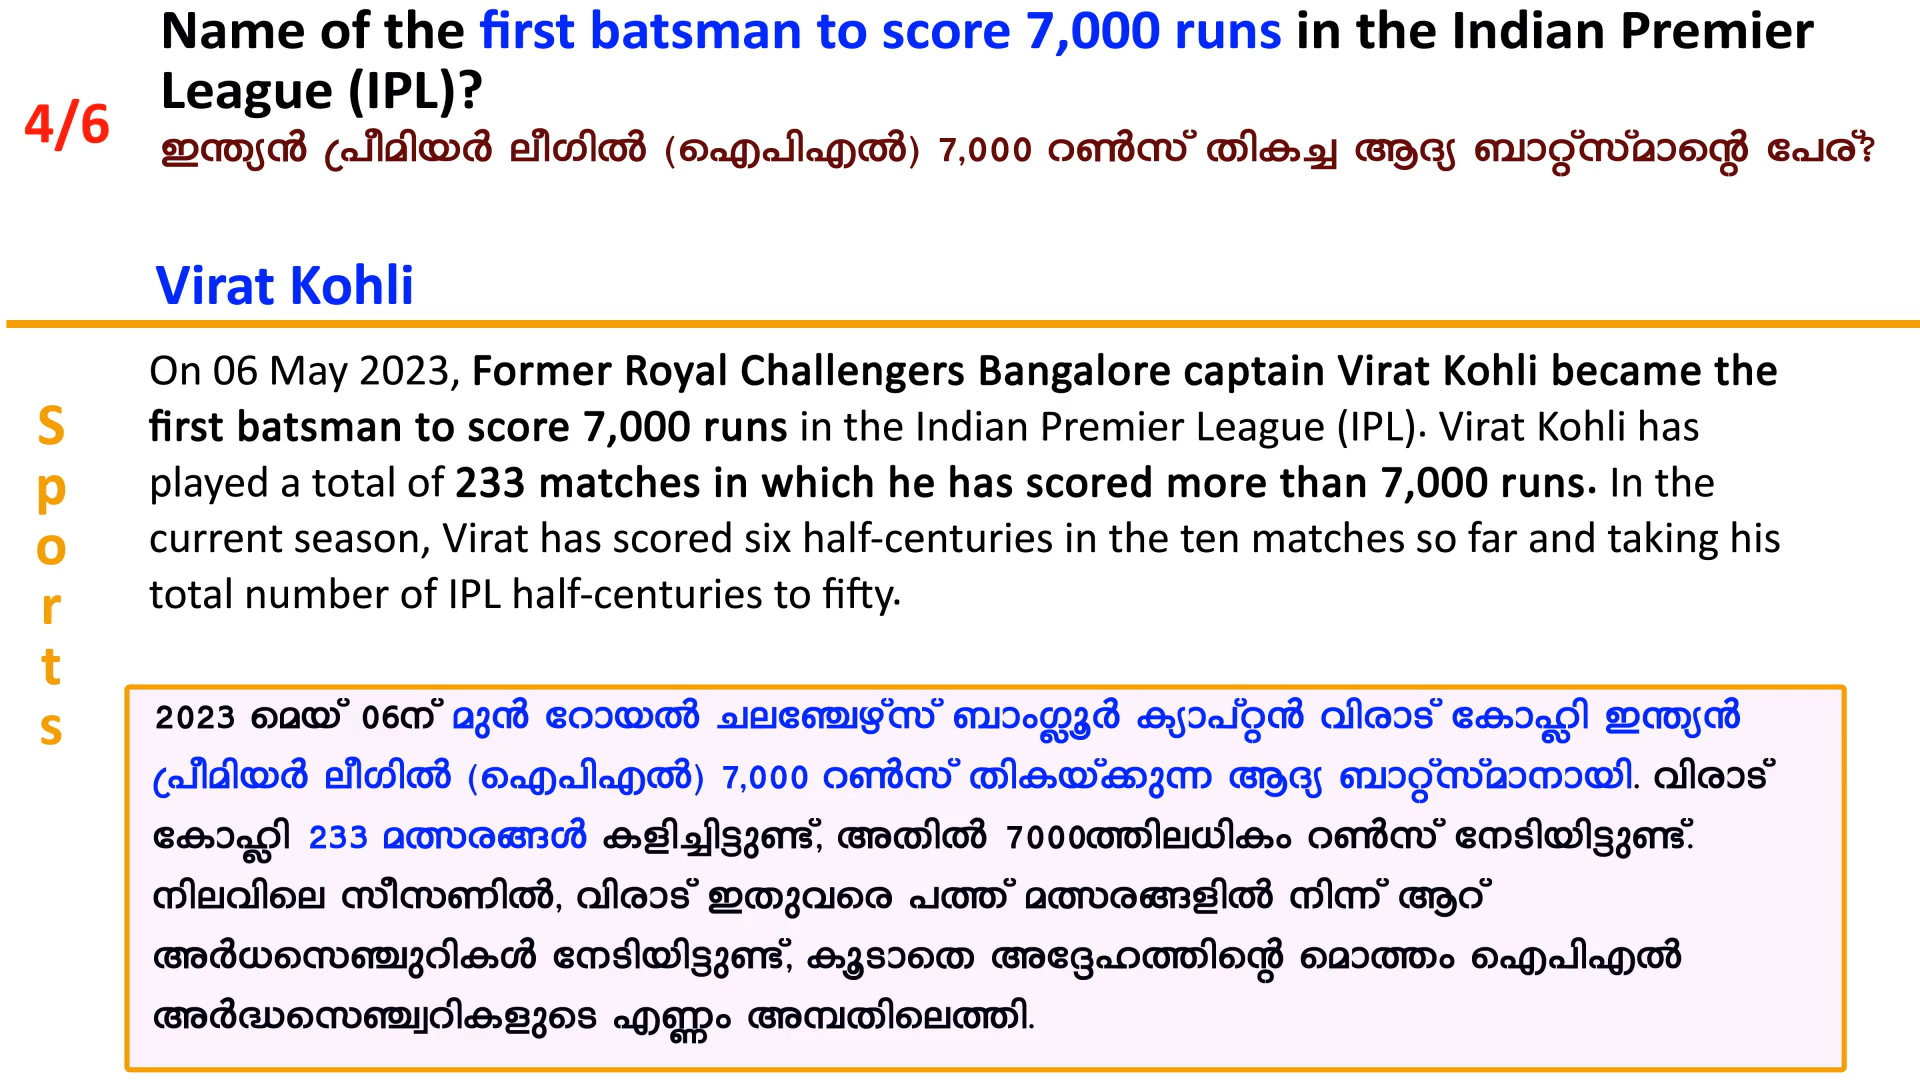 Name of the first batsman to score 7,000 runs in the Indian Premier
League (IPL)?
4/6
ഇന്ത്യൻ പ്രീമിയർ ലീഗിൽ (ഐപിഎൽ) 7,000 റൺസ് തികച്ച ആദ്യ ബാറ്റ്സ്മാന്റെ പേര്?
Virat Kohli
Sports
On 06 May 2023, Former Royal Challengers Bangalore captain Virat Kohli became the
first batsman to score 7,000 runs in the Indian Premier League (IPL). Virat Kohli has
played a total of 233 matches in which he has scored more than 7,000 runs. In the
current season, Virat has scored six half-centuries in the ten matches so far and taking his
total number of IPL half-centuries to fifty.
2023 മെയ് 06ന് മുൻ റോയൽ ചലഞ്ചേഴ്സ് ബാംഗ്ലൂർ ക്യാപ്റ്റൻ വിരാട് കോഹ്ലി ഇന്ത്യൻ
പ്രീമിയർ ലീഗിൽ (ഐപിഎൽ) 7,000 റൺസ് തികയ്ക്കുന്ന ആദ്യ ബാറ്റ്സ്മാനായി. വിരാട്
കോഹ്ലി 233 മത്സരങ്ങൾ കളിച്ചിട്ടുണ്ട്, അതിൽ 7000ത്തിലധികം റൺസ് നേടിയിട്ടുണ്ട്.
നിലവിലെ സീസണിൽ, വിരാട് ഇതുവരെ പത്ത് മത്സരങ്ങളിൽ നിന്ന് ആറ്
അർധസെഞ്ചുറികൾ നേടിയിട്ടുണ്ട്, കൂടാതെ അദ്ദേഹത്തിന്റെ മൊത്തം ഐപിഎൽ
അർദ്ധസെഞ്ച്വറികളുടെ എണ്ണം അമ്പതിലെത്തി.